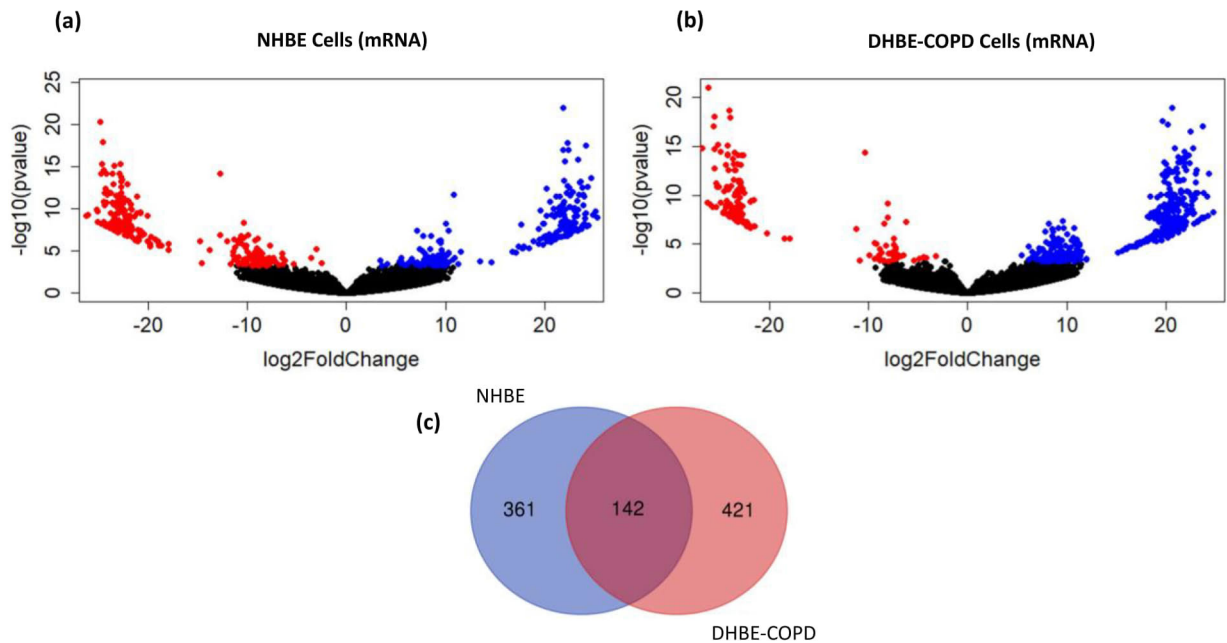 (a)
NHBE Cells (mRNA)
25
20
15
10
5
0
-log10(pvalue)
-20
-10
0
10
20
log2FoldChange
(b)
DHBE-COPD Cells (mRNA)
20
15
10
5
0
-log10(pvalue)
-20
-10
0
10
20
log2FoldChange
(c)
NHBE
361
142
421
DHBE-COPD